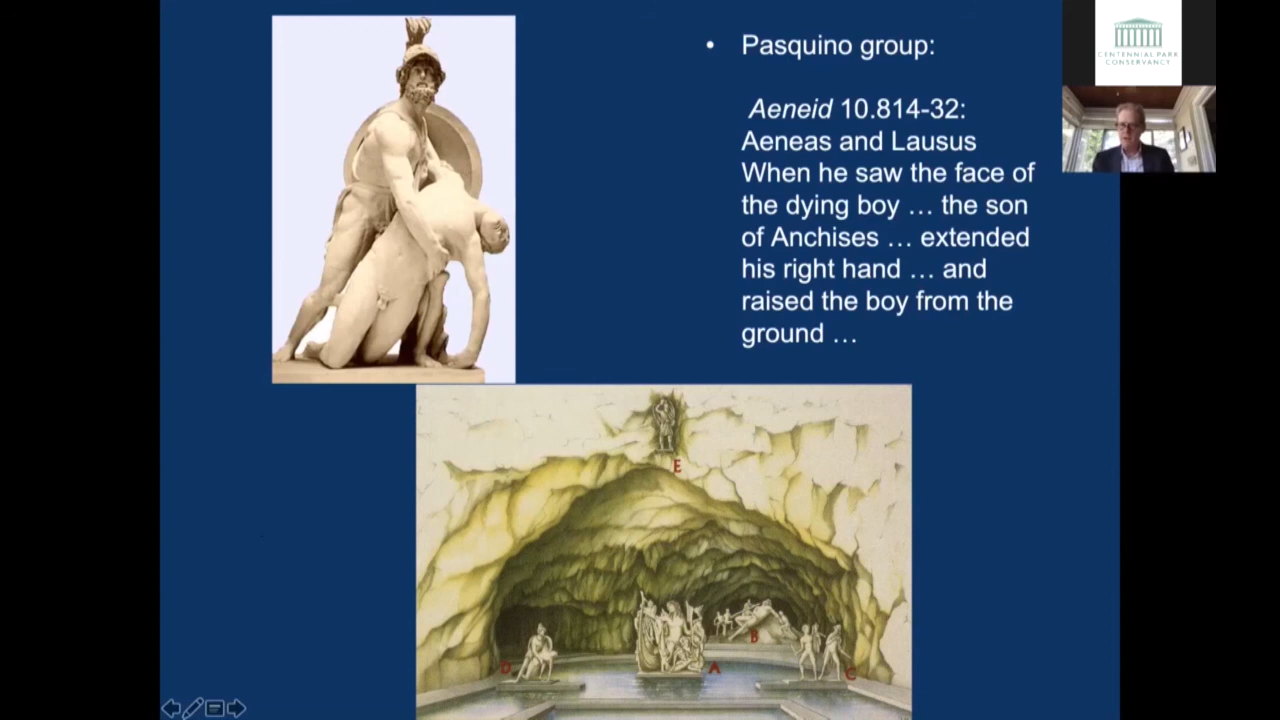 • Pasquino group:
Aeneid 10.814-32:
Aeneas and Lausus
When he saw the face of
the dying boy … the son
of Anchises … extended
his right hand … and
raised the boy from the
ground …
CENTENNIAL PARK
CONSERVANCY
E
B
D
A
C